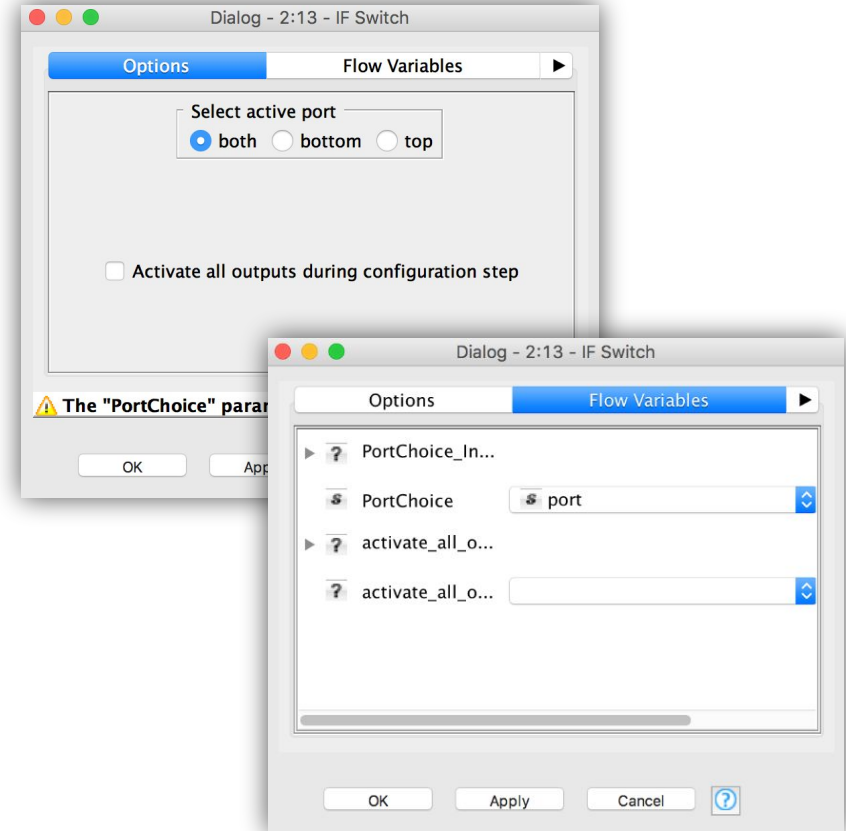 Dialog - 2:13 - IF Switch
Options Flow Variables
Select active port
both bottom top
Activate all outputs during configuration step
The "PortChoice" para
OK App
Dialog - 2:13 - IF Switch
Options Flow Variables
? PortChoice_In...
S PortChoice S port
? activate_all_o...
? activate_all_o...
OK Apply Cancel ?